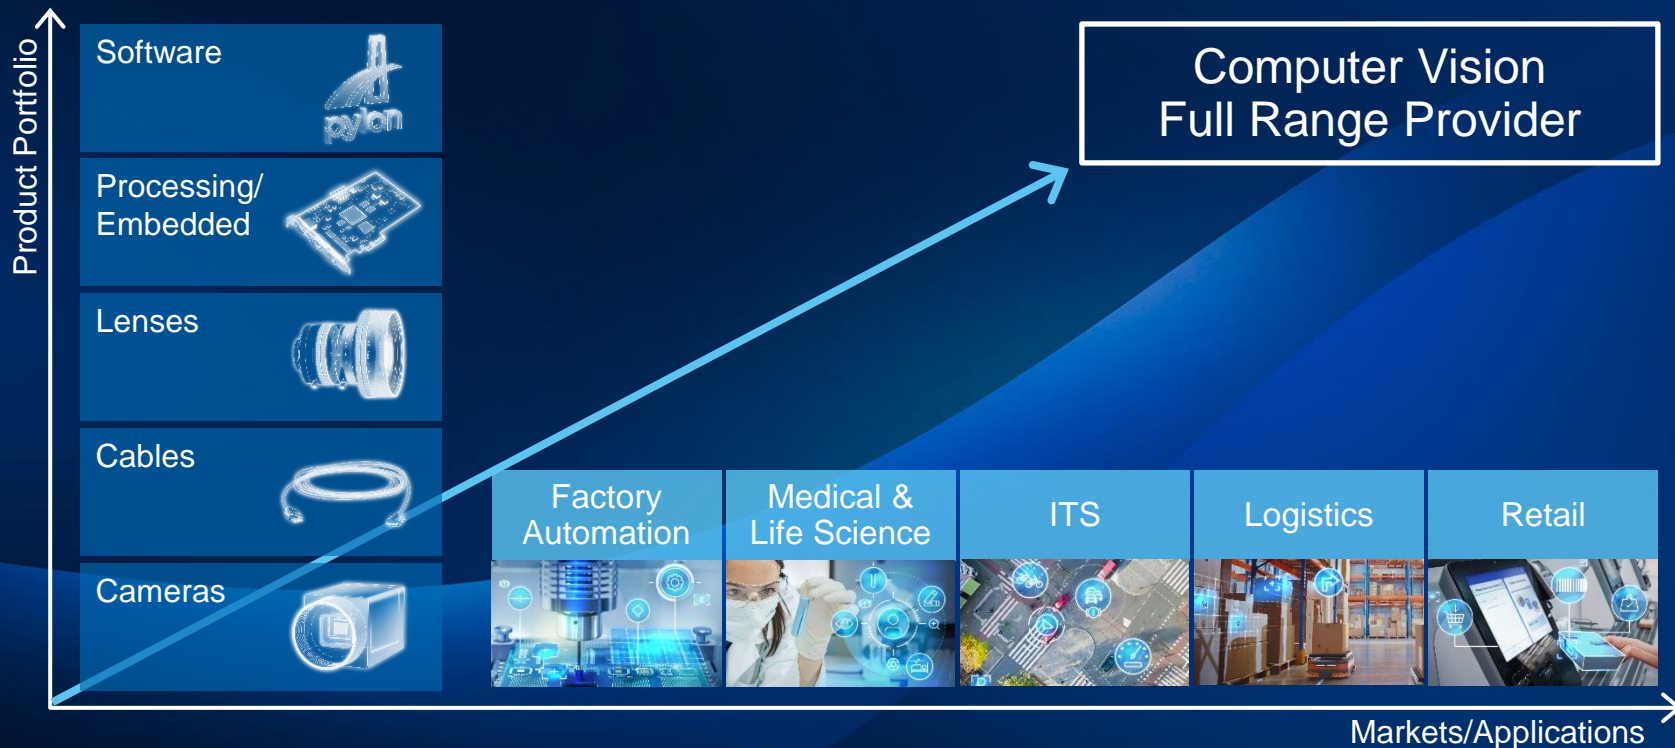 Product Portfolio
Software
pylon
Processing/
Embedded
Lenses
Cables
Cameras
Computer Vision
Full Range Provider
Factory
Automation
Medical &
Life Science
ITS
Logistics
Retail
Markets/Applications